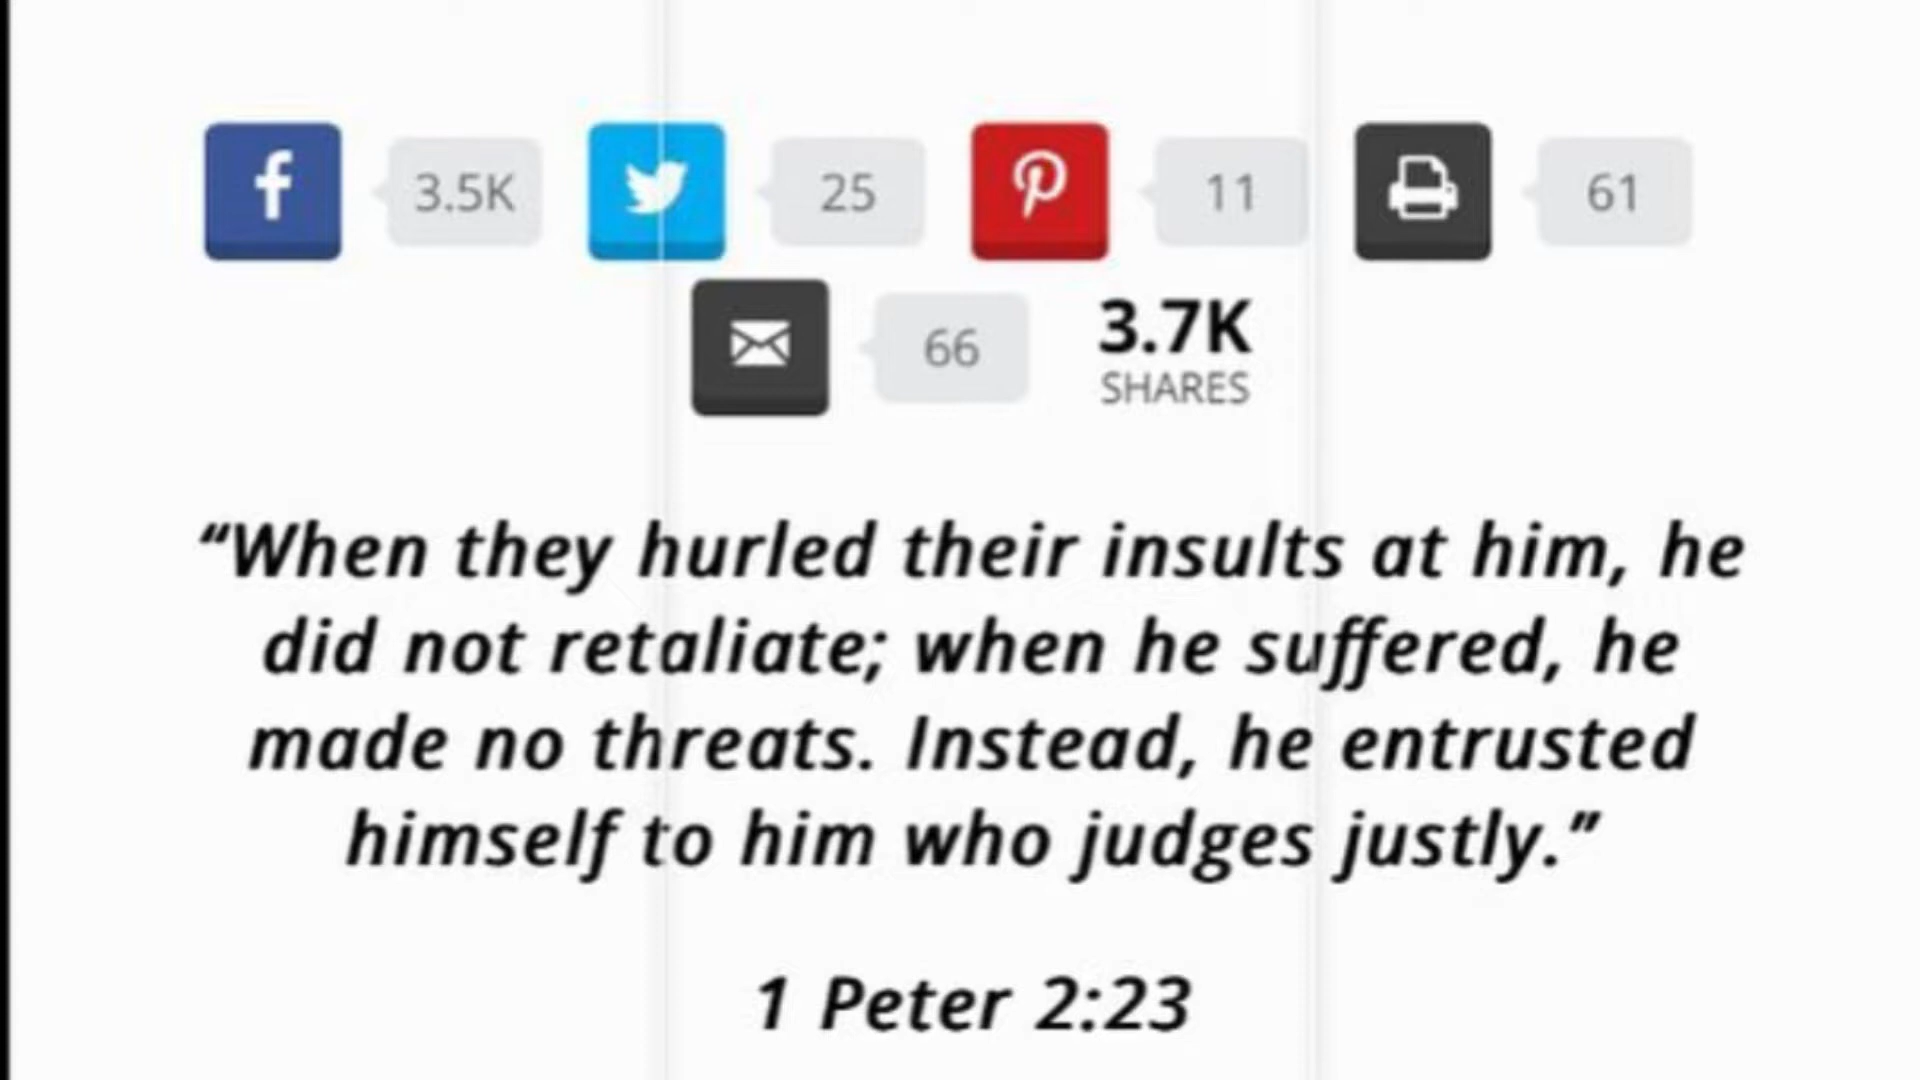 3.5K 25 11 61
66 3.7K
SHARES
“When they hurled their insults at him, he
did not retaliate; when he suffered, he
made no threats. Instead, he entrusted
himself to him who judges justly.”
1 Peter 2:23